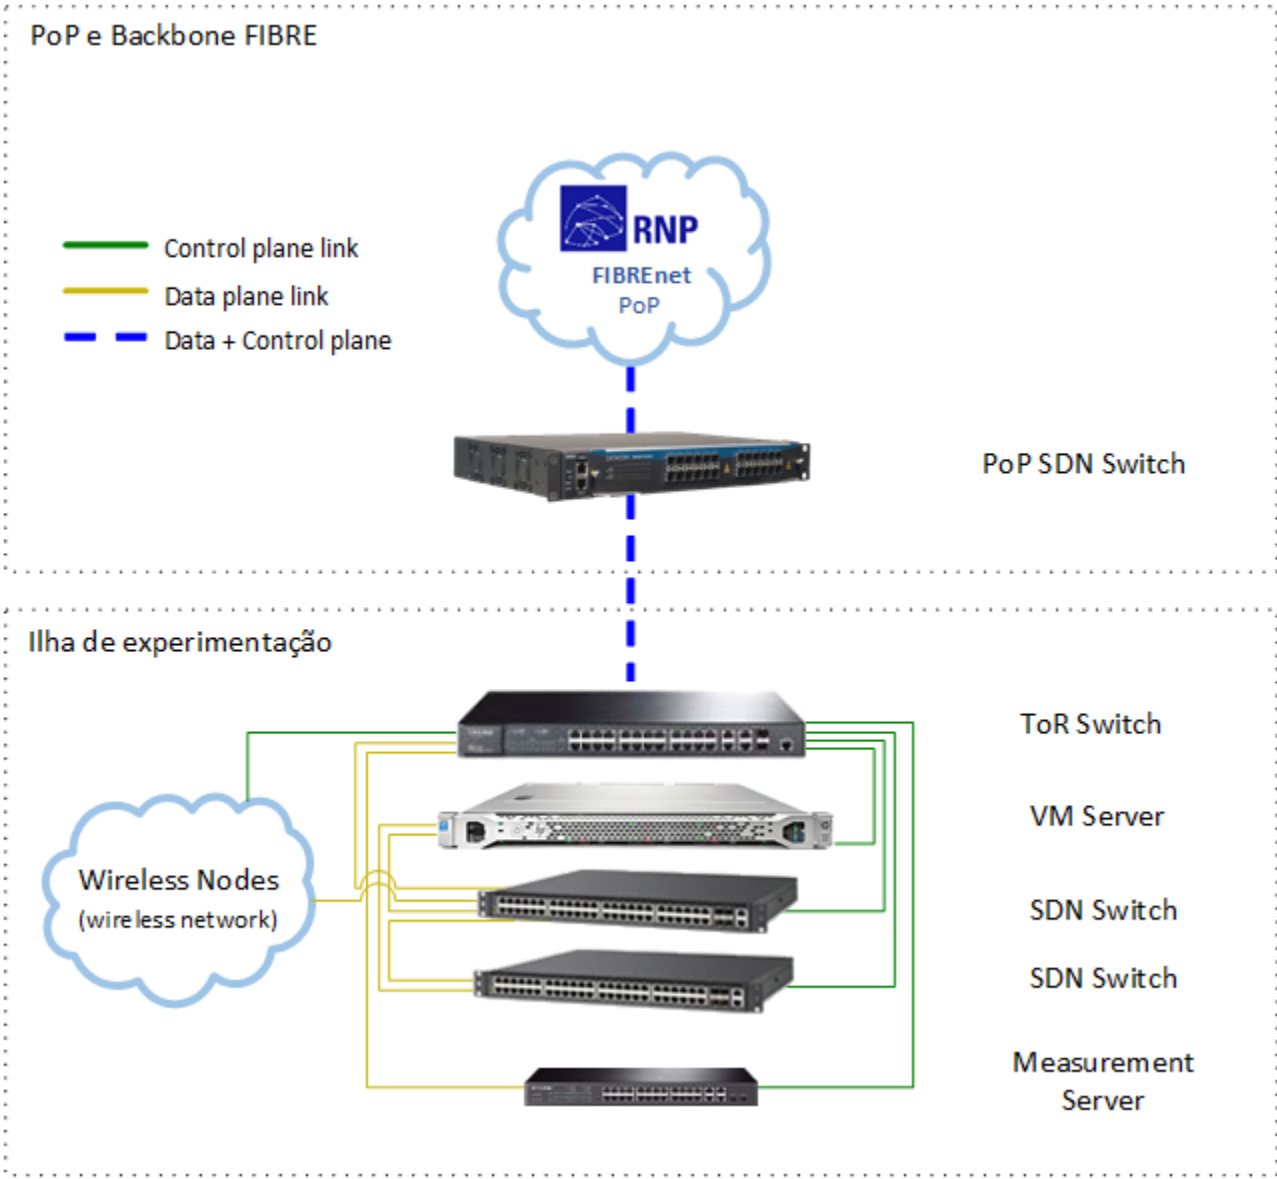 PoP e Backbone FIBRE
RNP
FIBREnet
PoP
Control plane link
Data plane link
Data + Control plane
PoP SDN Switch
Ilha de experimentação
ToR Switch
VM Server
Wireless Nodes
(wireless network)
SDN Switch
SDN Switch
Measurement
Server